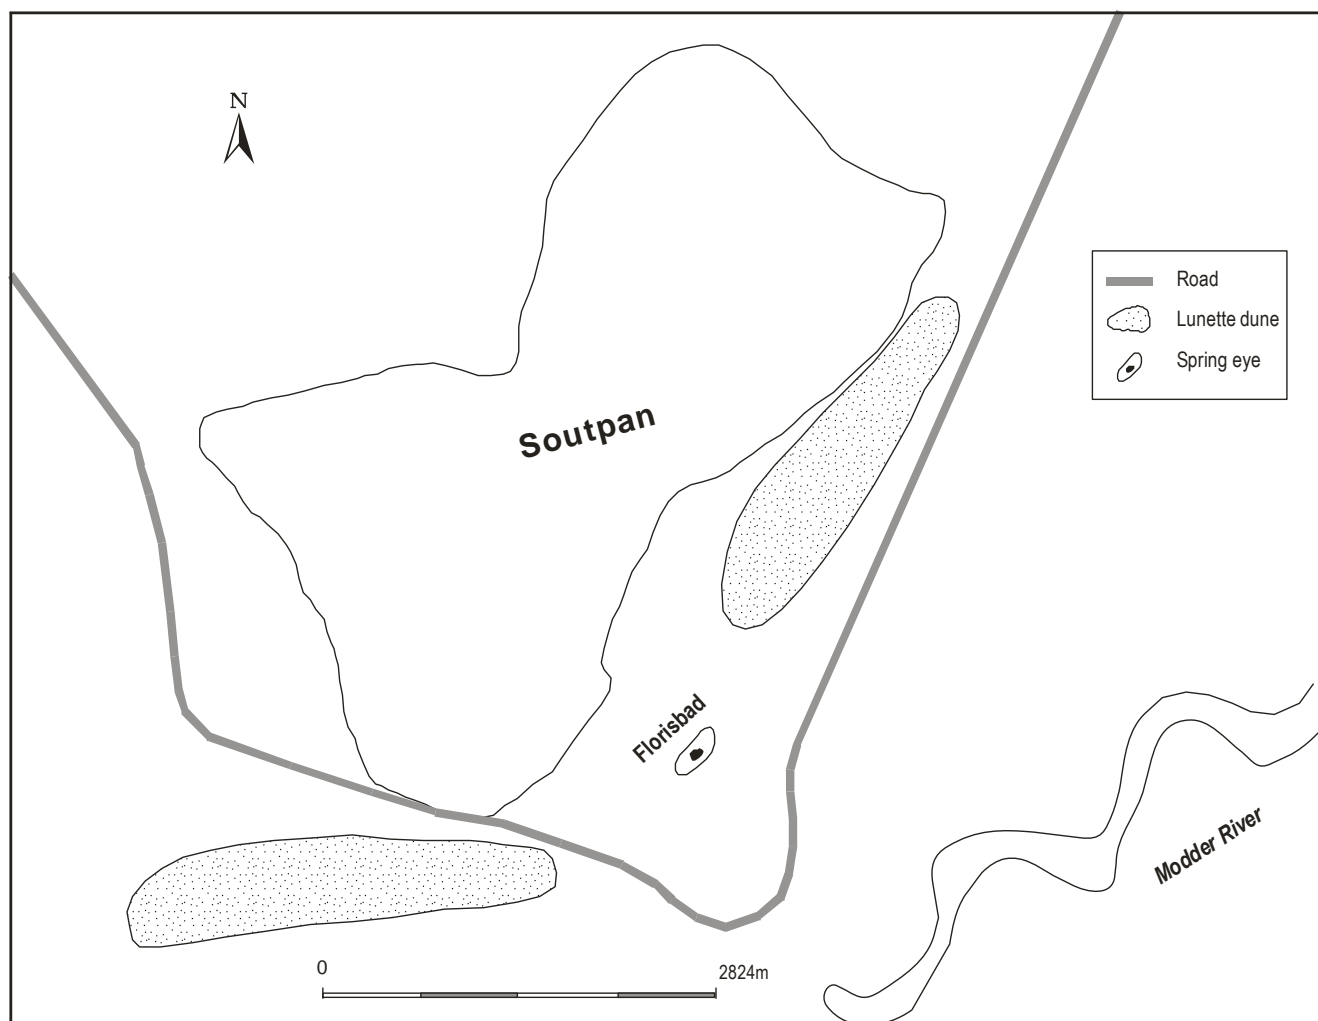 N
Road
Lunette dune
Spring eye
Soutpan
Florisbad
Modder River
0
2824m